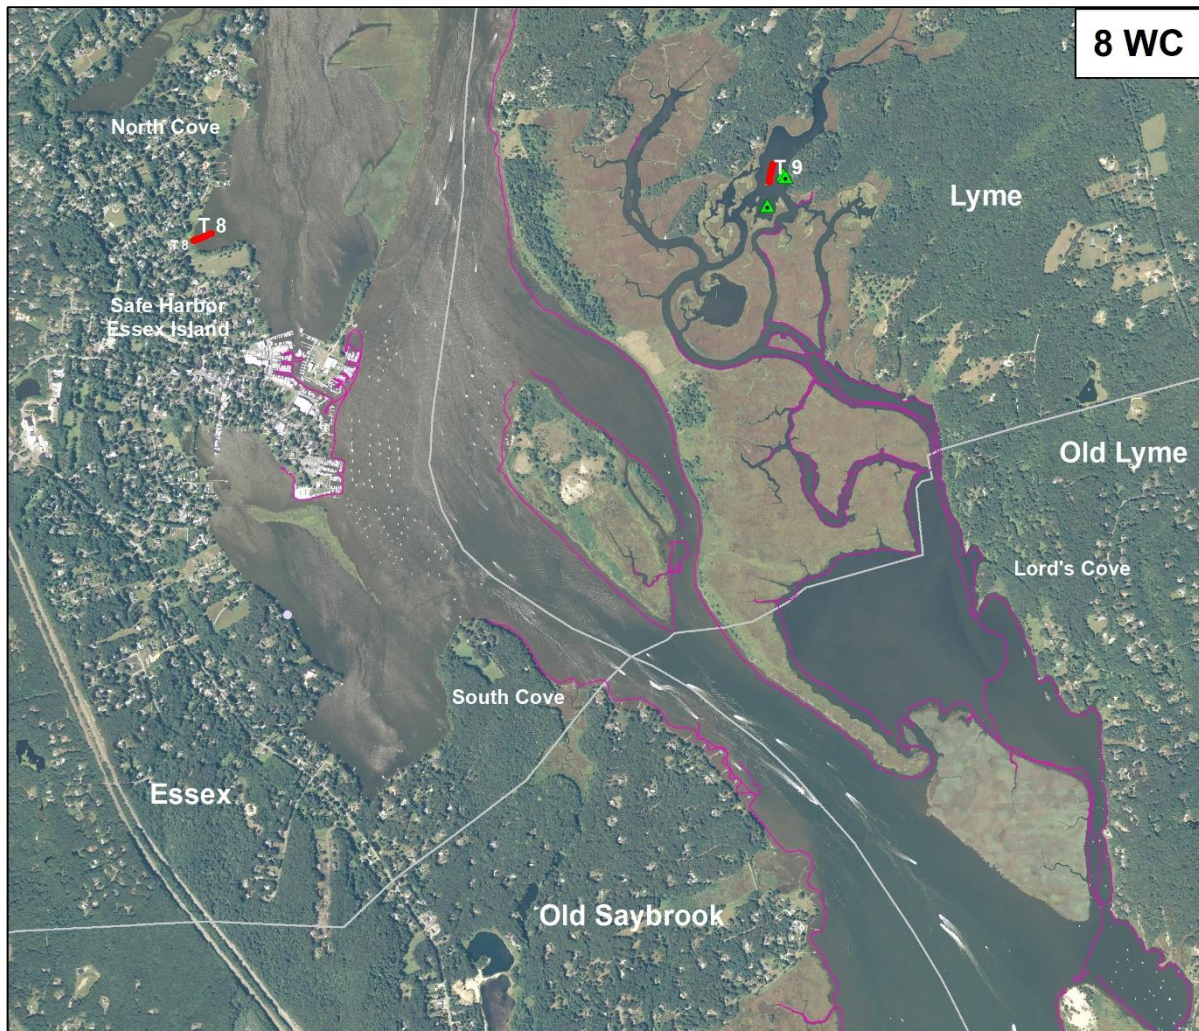 8 WC
North Cove
T 9
Lyme
T 8
T 8
Safe Harbor
Essex Island
Old Lyme
Lord's Cove
South Cove
Essex
Old Saybrook